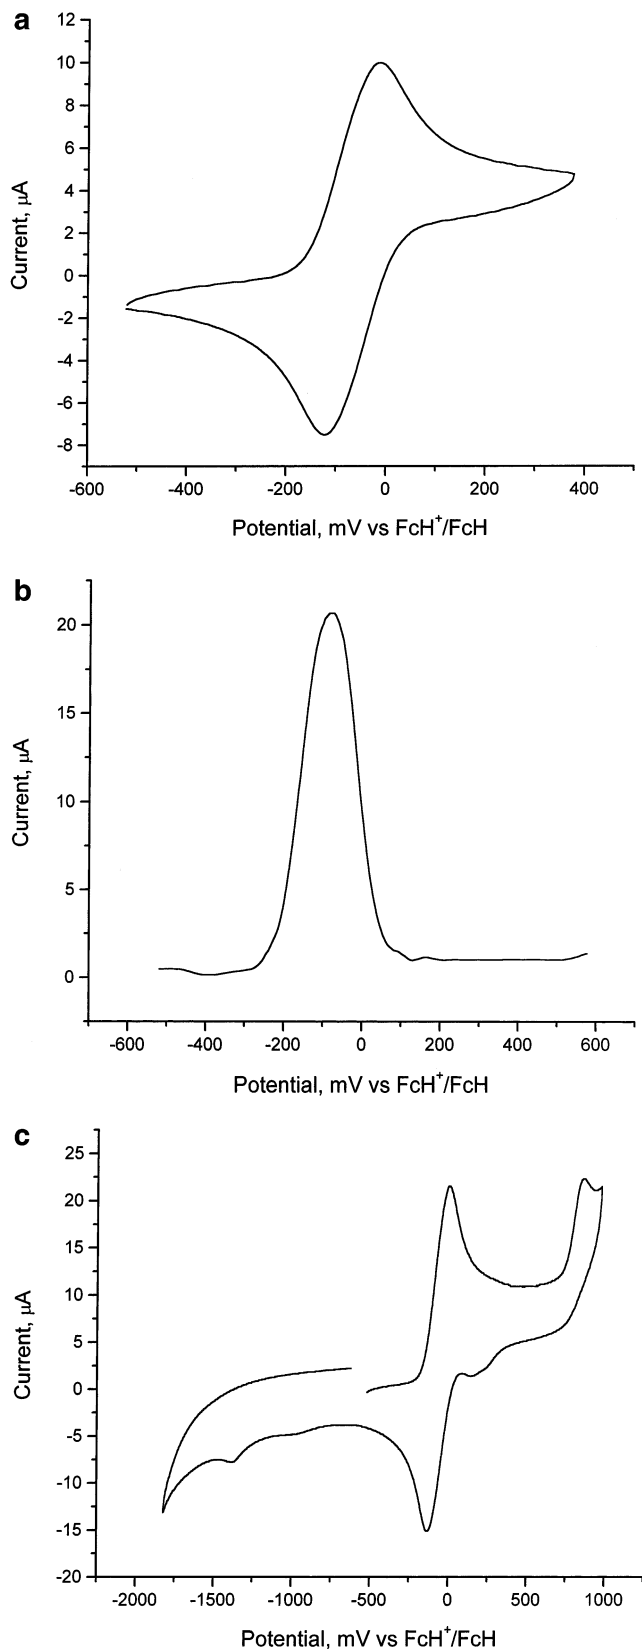 a
12
10
8
6
4
2
0
-2
-4
-6
-8
Current, μA
-600 -400 -200 0 200 400
Potential, mV vs FcH⁺/FcH
b
20
15
10
5
0
Current, μA
-600 -400 -200 0 200 400 600
Potential, mV vs FcH⁺/FcH
c
25
20
15
10
5
0
-5
-10
-15
-20
Current, μA
-2000 -1500 -1000 -500 0 500 1000
Potential, mV vs FcH⁺/FcH